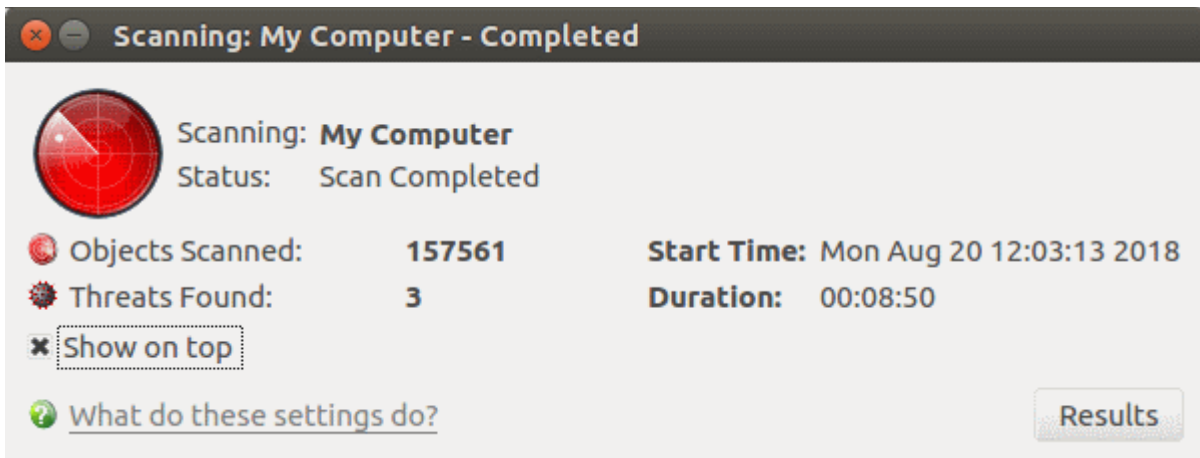 Scanning: My Computer - Completed
Scanning: My Computer
Status: Scan Completed
Objects Scanned: 157561 Start Time: Mon Aug 20 12:03:13 2018
Threats Found: 3 Duration: 00:08:50
Show on top
What do these settings do? Results